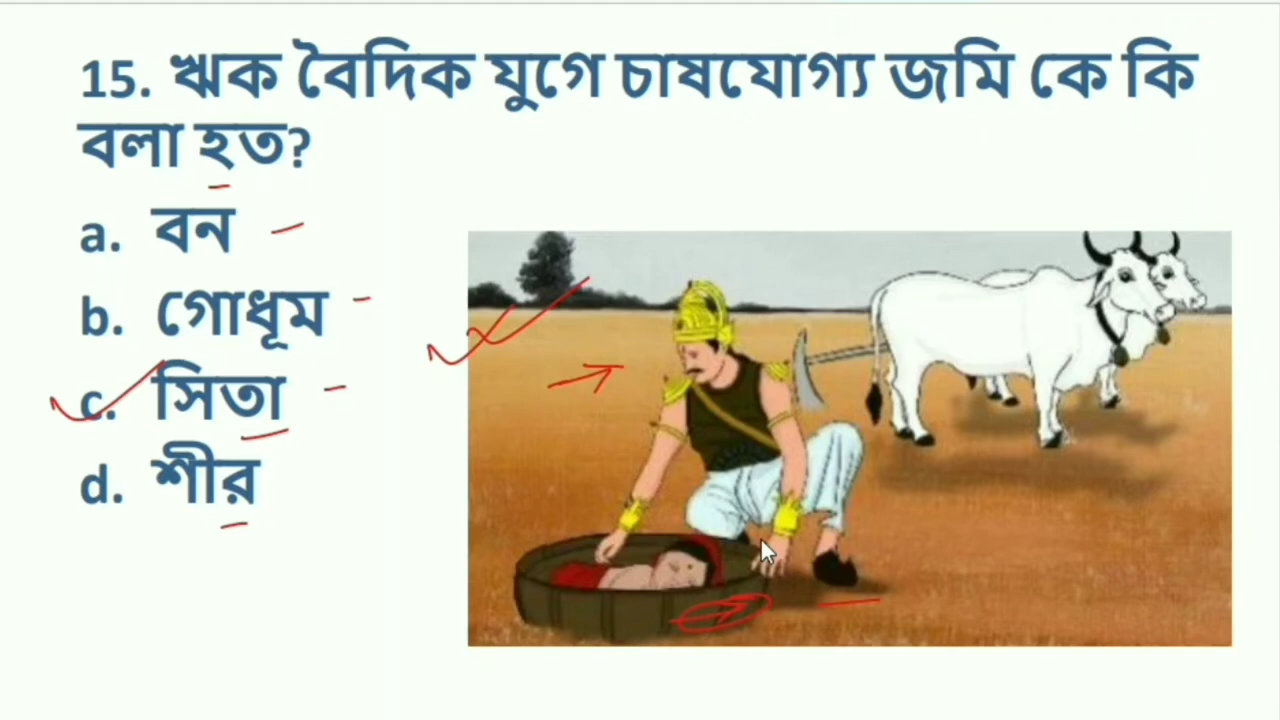 15. ঋক বৈদিক যুগে চাষযোগ্য জমি কে কি
বলা হত?
a. বন
b. গোধূম
c. সিতা
d. শীর